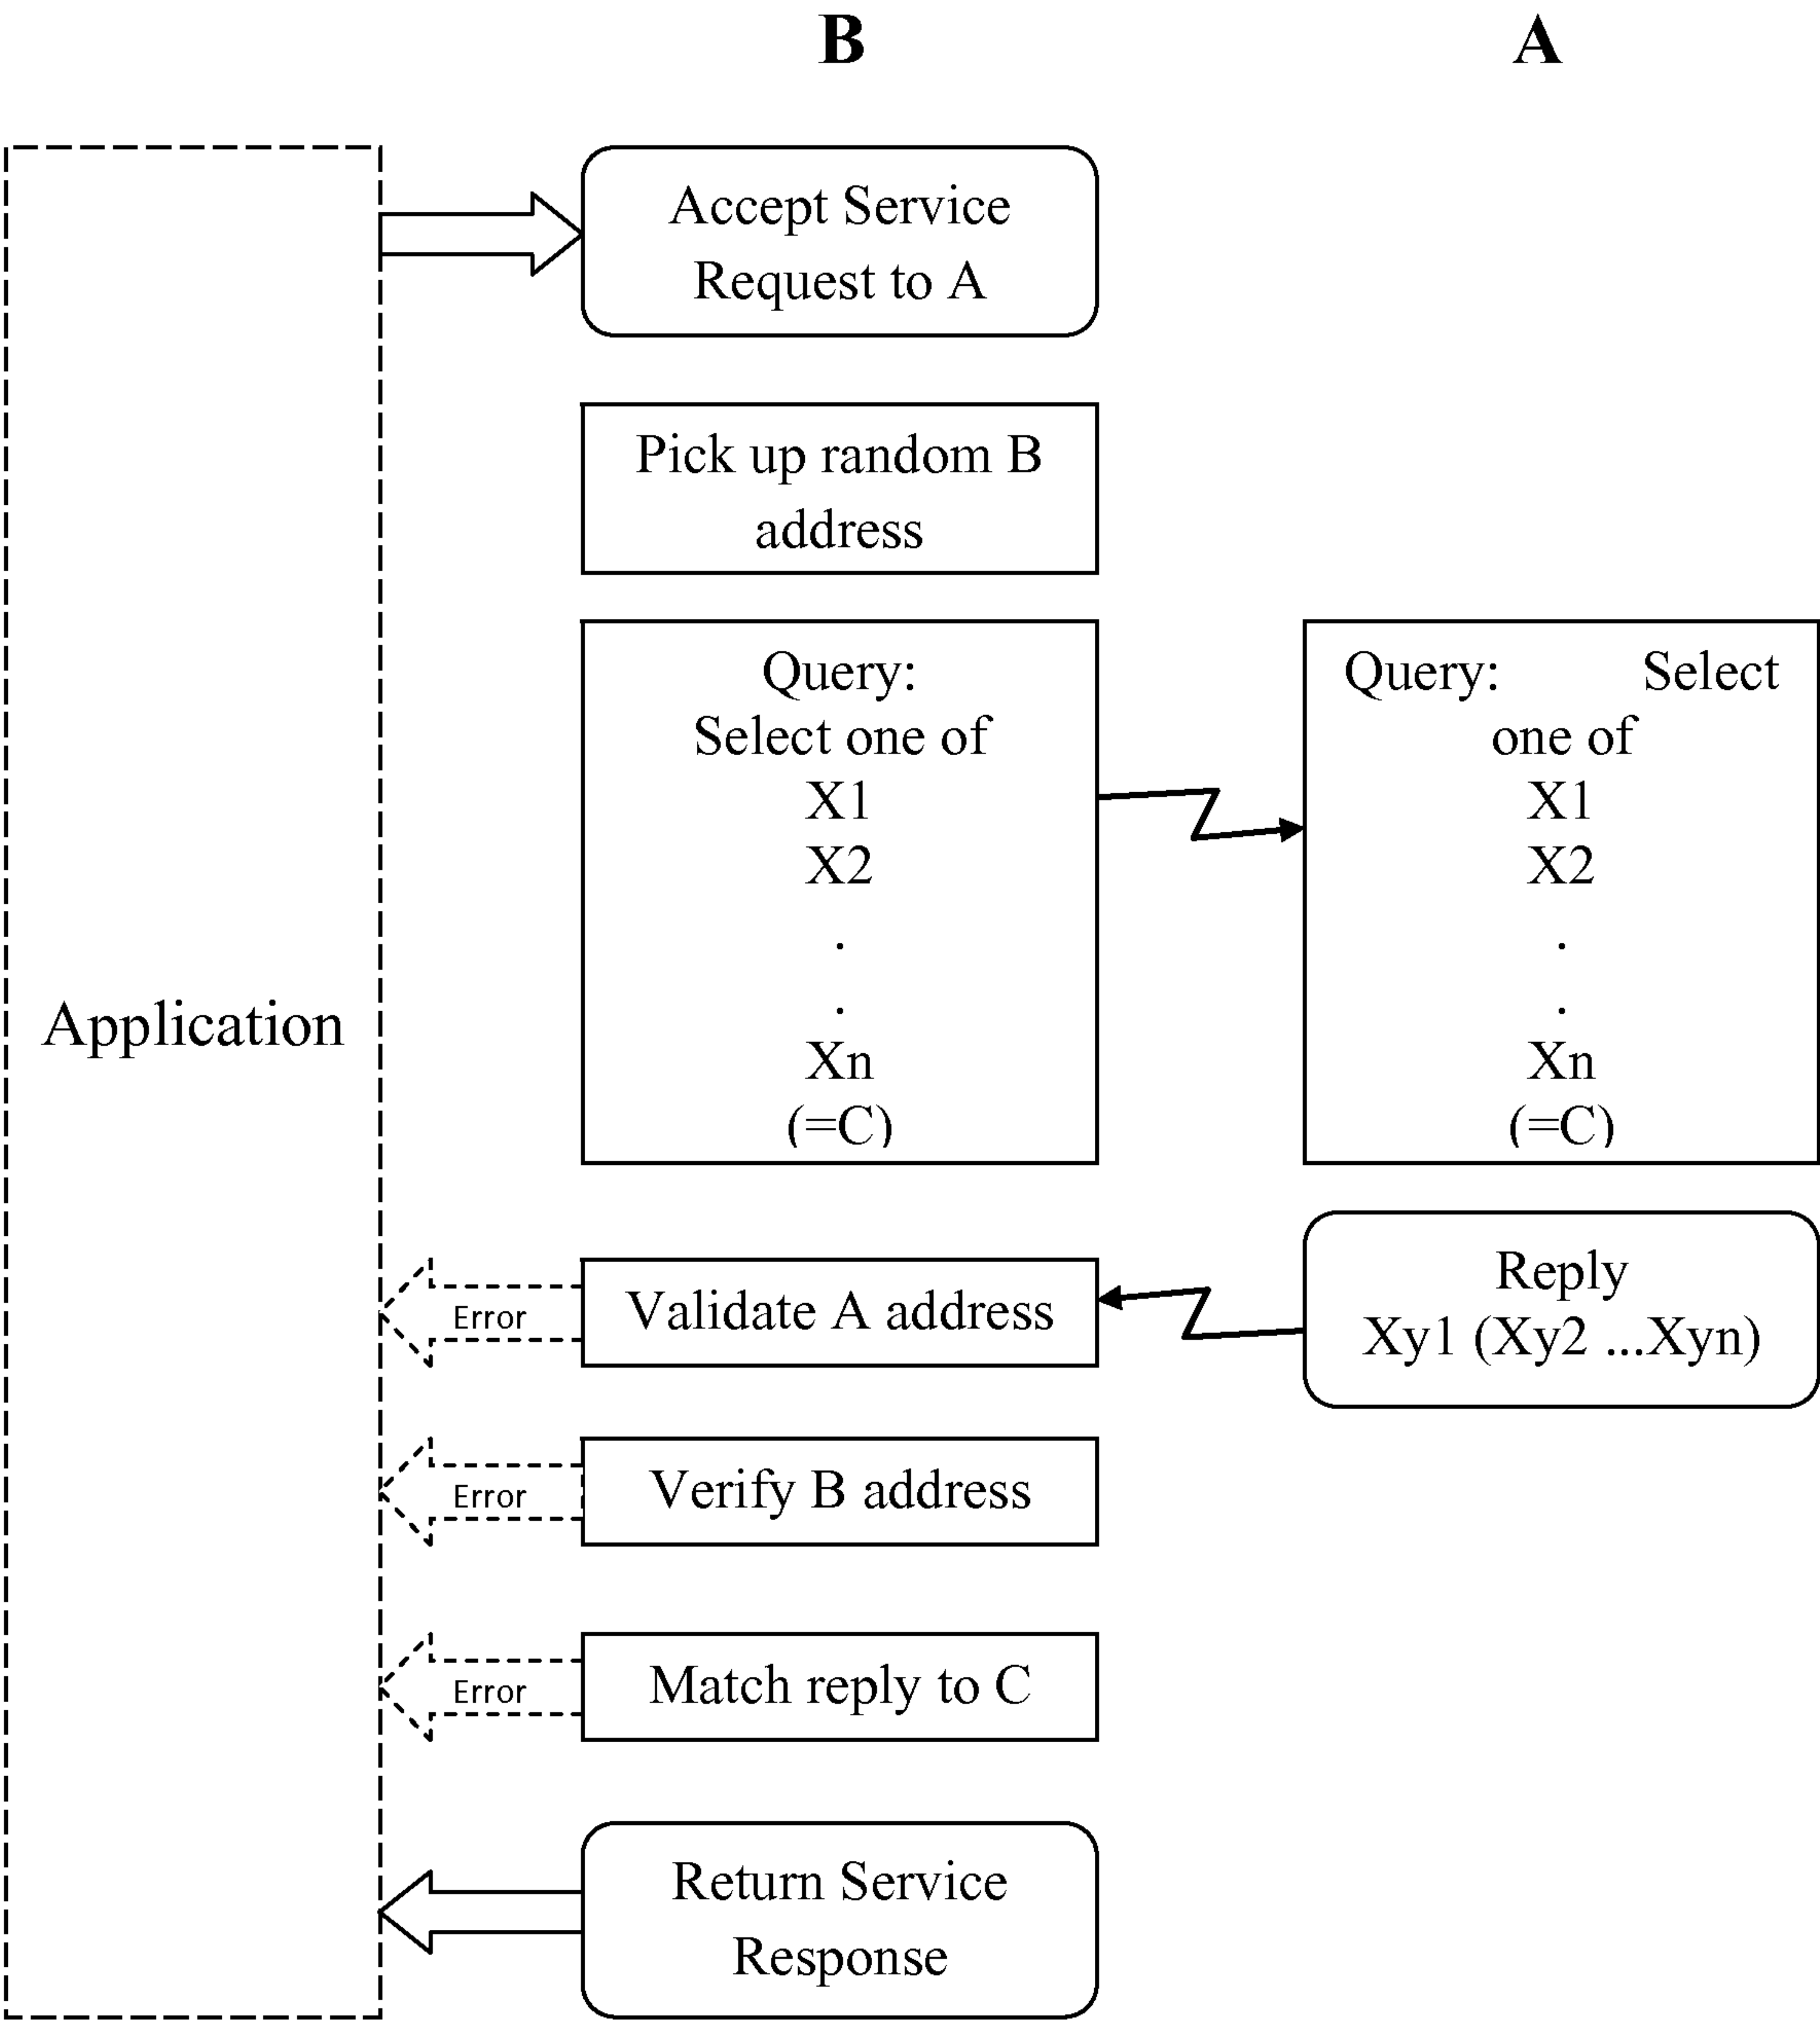 B
A
Accept Service
Request to A
Pick up random B
address
Query:
Select one of
X1
X2
.
.
Xn
(=C)
Query: Select
one of
X1
X2
.
.
Xn
(=C)
Application
Reply
Xy1 (Xy2 ...Xyn)
Error
Validate A address
Error
Verify B address
Error
Match reply to C
Return Service
Response